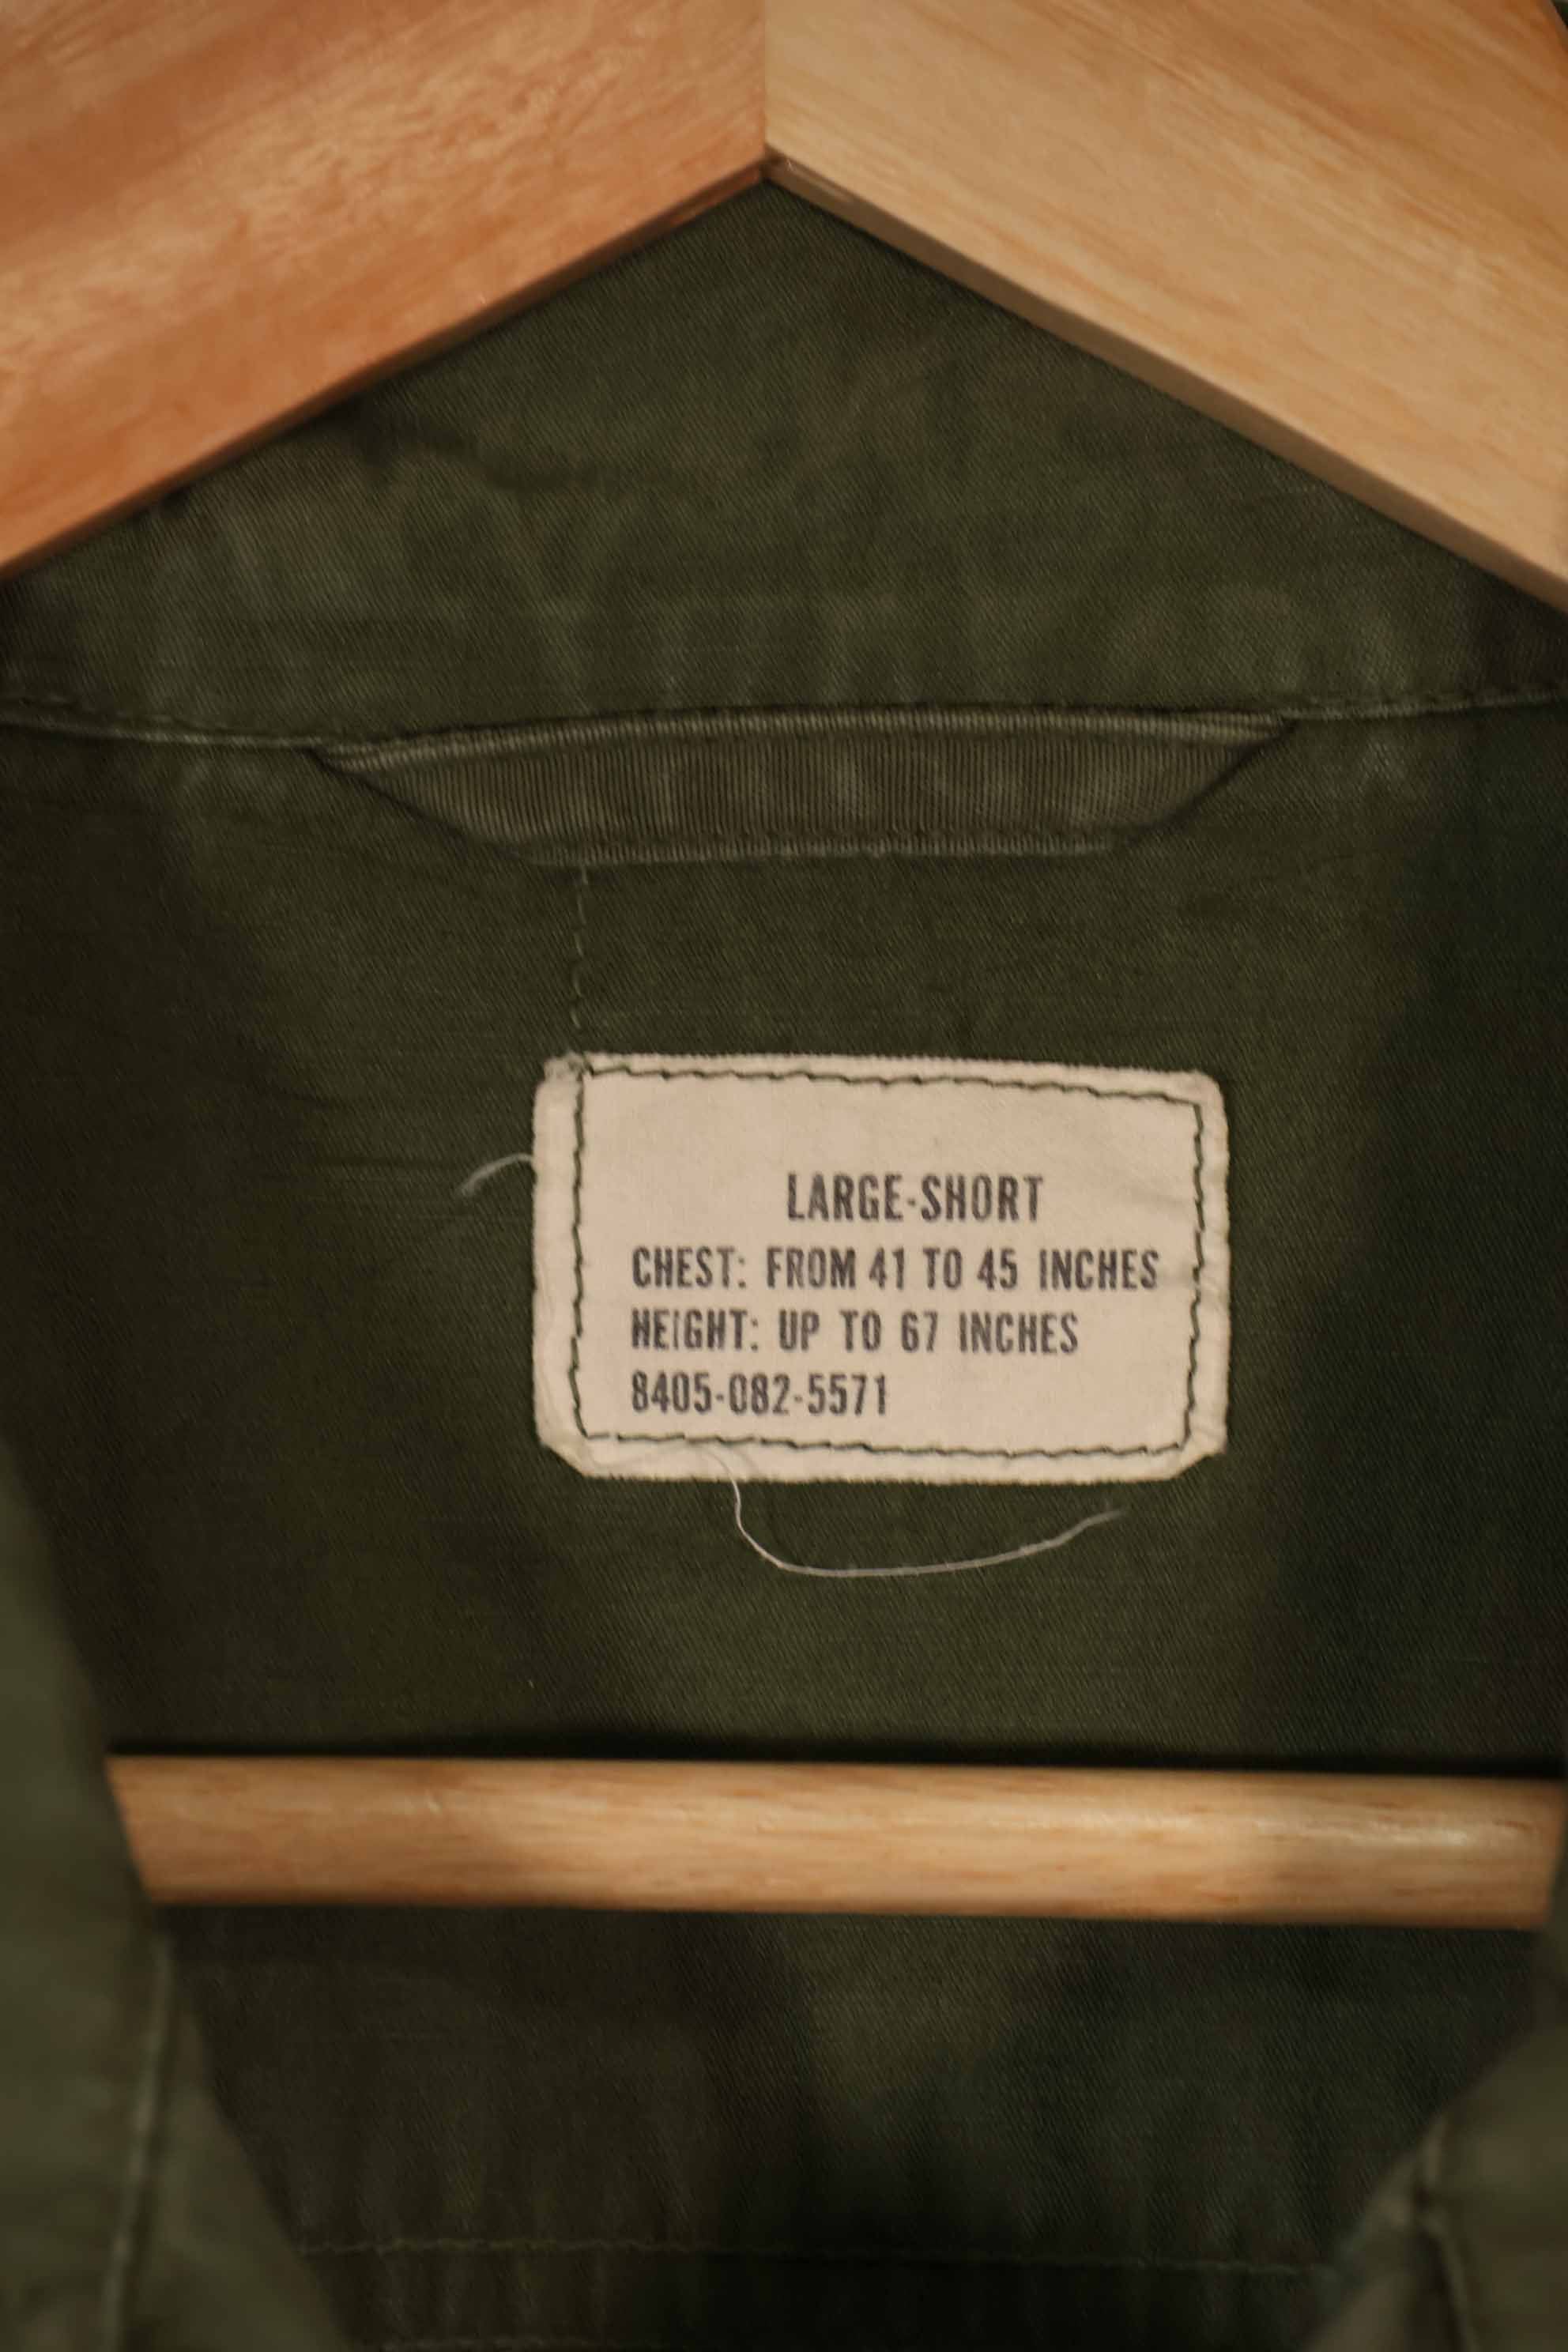 LARGE-SHORT
CHEST: FROM 41 TO 45 INCHES
HEIGHT: UP TO 67 INCHES
8405-082-5571